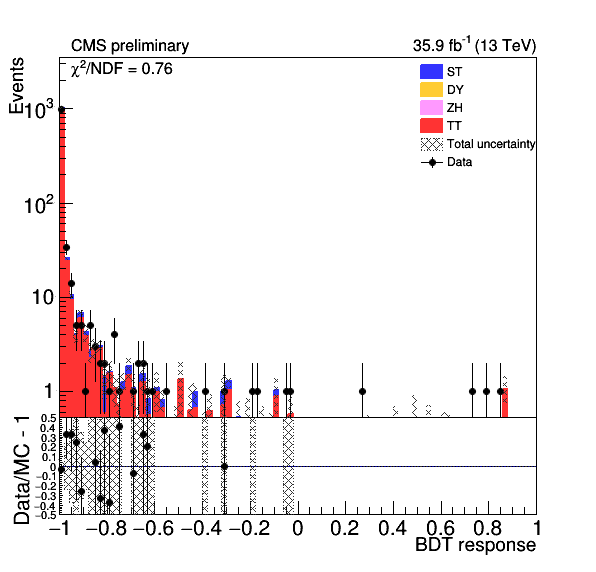 CMS preliminary
35.9 fb⁻¹ (13 TeV)
χ²/NDF = 0.76
Events
ST
DY
ZH
TT
Total uncertainty
Data
10³
10²
10
1
Data/MC - 1
0.5
0.4
0.3
0.2
0.1
0
−0.1
−0.2
−0.3
−0.4
−0.5
−1 −0.8 −0.6 −0.4 −0.2 0 0.2 0.4 0.6 0.8 1
BDT response